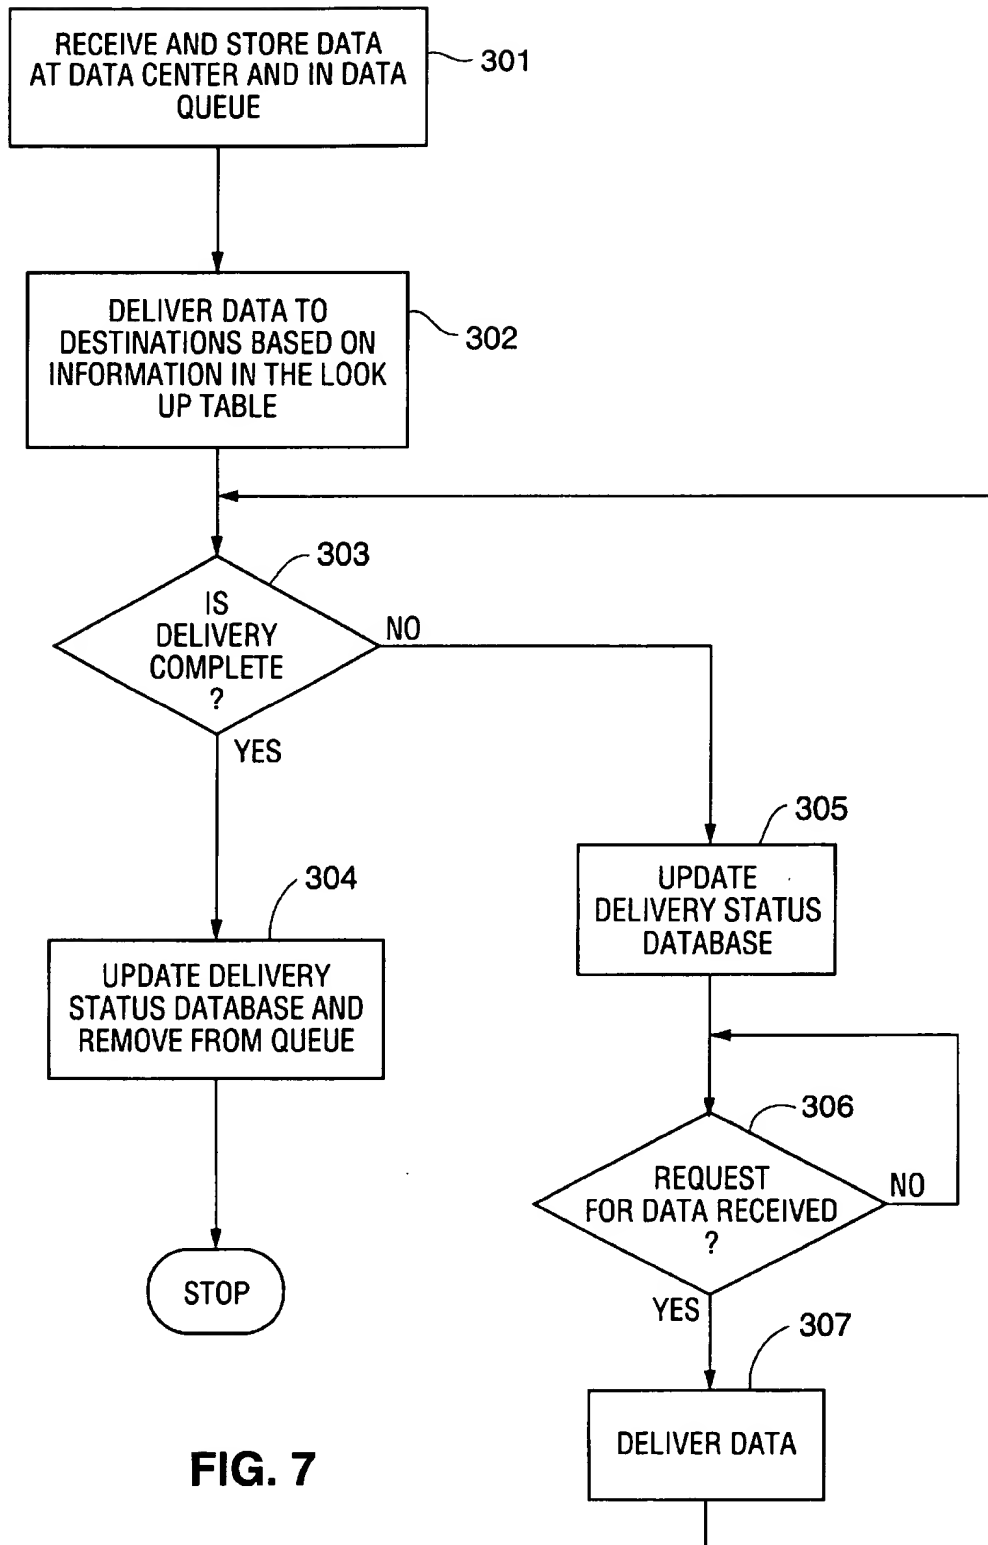 RECEIVE AND STORE DATA
AT DATA CENTER AND IN DATA
QUEUE
301
DELIVER DATA TO
DESTINATIONS BASED ON
INFORMATION IN THE LOOK
UP TABLE
302
303
IS
DELIVERY
COMPLETE
?
NO
YES
305
UPDATE
DELIVERY STATUS
DATABASE
304
UPDATE DELIVERY
STATUS DATABASE AND
REMOVE FROM QUEUE
306
REQUEST
FOR DATA RECEIVED
?
NO
YES
STOP
307
DELIVER DATA
FIG. 7